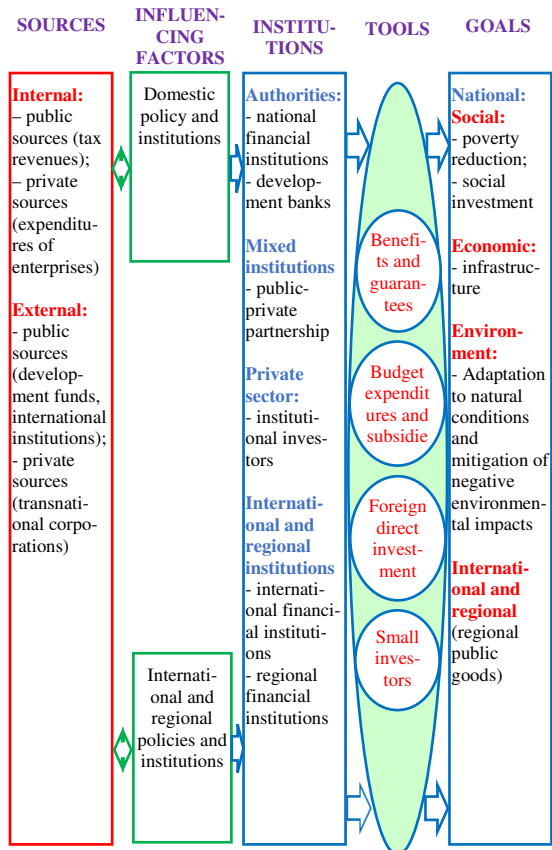 SOURCES
INFLUEN-
CING
FACTORS
INSTITU-
TIONS
TOOLS
GOALS
Internal:
– public
sources (tax
revenues);
– private
sources
(expenditu-
res of
enterprises)
External:
- public
sources
(develop-
ment funds,
international
institutions);
- private
sources
(transnati-
onal corpo-
rations)
Domestic
policy and
institutions
Internati-
onal and
regional
policies and
institutions
Authorities:
- national
financial
institutions
- develop-
ment banks
Mixed
institutions
- public-
private
partnership
Private
sector:
- instituti-
onal inves-
tors
Internati-
onal and
regional
institutions
- internati-
onal financi-
al instituti-
ons
- regional
financial
institutions
Benefi-
ts and
guaran-
tees
Budget
expendit
ures and
subsidie
Foreign
direct
invest-
ment
Small
inves-
tors
National:
Social:
- poverty
reduction;
- social
investment
Economic:
- infrastruc-
ture
Environ-
ment:
- Adaptation
to natural
conditions
and
mitigation of
negative
environmen-
tal impacts
Internati-
onal and
regional
(regional
public
goods)